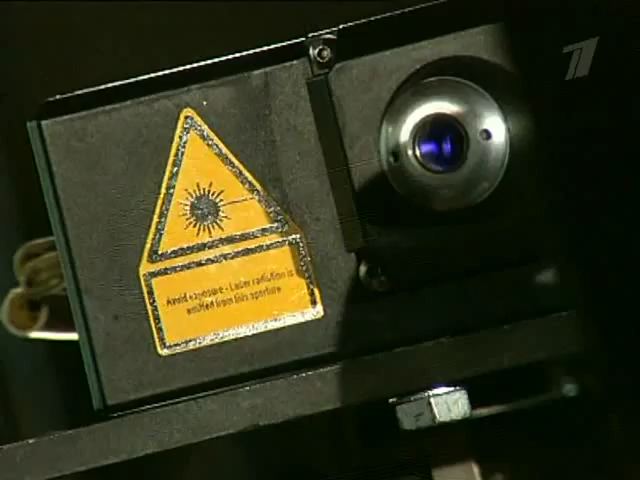 Avoid exposure - Laser radiation is
emitted from this aperture